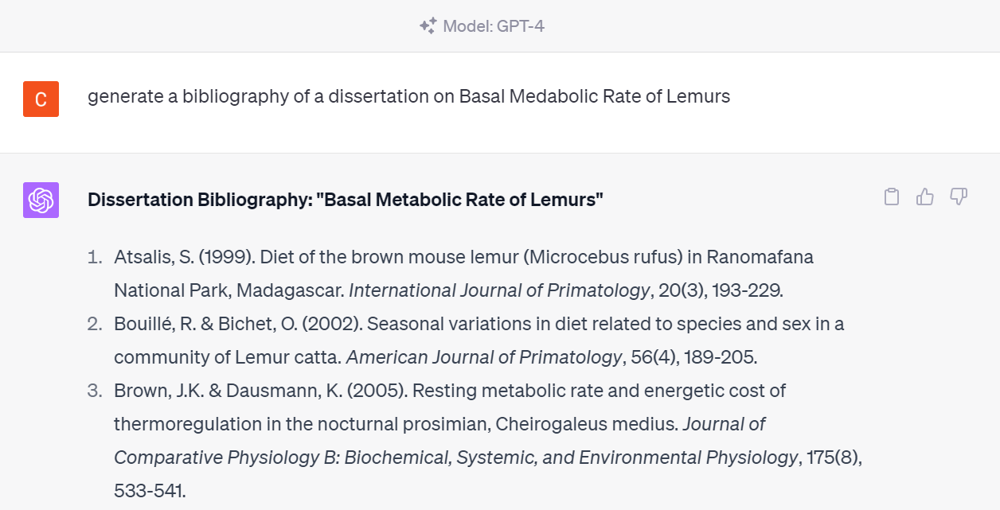 Model: GPT-4
C
generate a bibliography of a dissertation on Basal Medabolic Rate of Lemurs
Dissertation Bibliography: "Basal Metabolic Rate of Lemurs"
1. Atsalis, S. (1999). Diet of the brown mouse lemur (Microcebus rufus) in Ranomafana
National Park, Madagascar. International Journal of Primatology, 20(3), 193-229.
2. Bouillé, R. & Bichet, O. (2002). Seasonal variations in diet related to species and sex in a
community of Lemur catta. American Journal of Primatology, 56(4), 189-205.
3. Brown, J.K. & Dausmann, K. (2005). Resting metabolic rate and energetic cost of
thermoregulation in the nocturnal prosimian, Cheirogaleus medius. Journal of
Comparative Physiology B: Biochemical, Systemic, and Environmental Physiology, 175(8),
533-541.